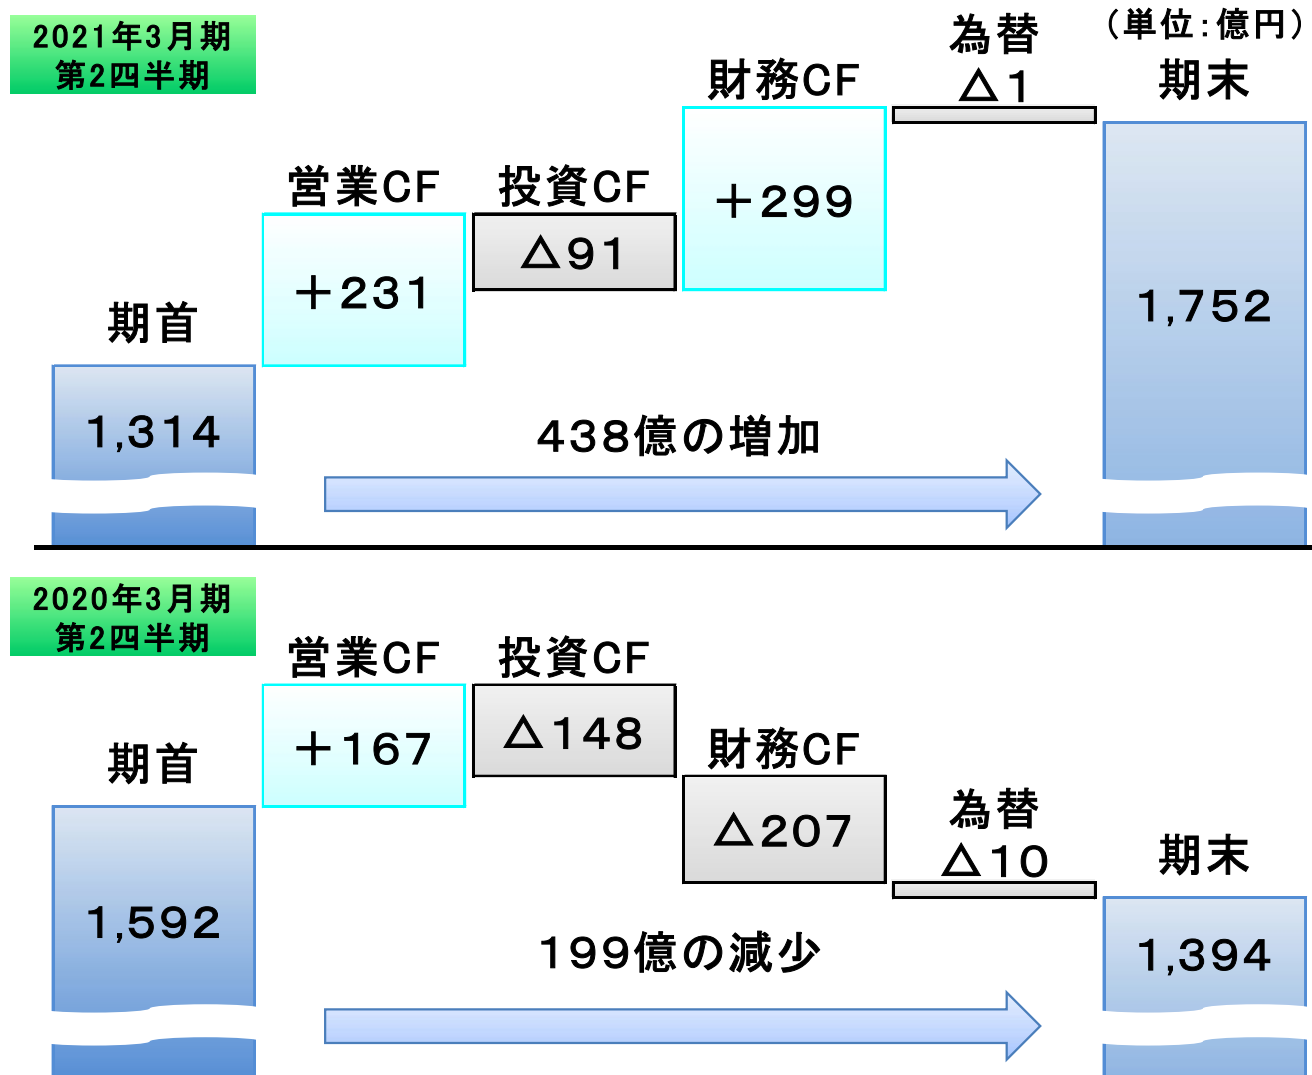 2021年3月期
第2四半期
(単位:億円)
期首
1,314
営業CF
+231
投資CF
△91
財務CF
+299
為替
△1
期末
1,752
438億の増加
2020年3月期
第2四半期
期首
1,592
営業CF
+167
投資CF
△148
財務CF
△207
為替
△10
期末
1,394
199億の減少